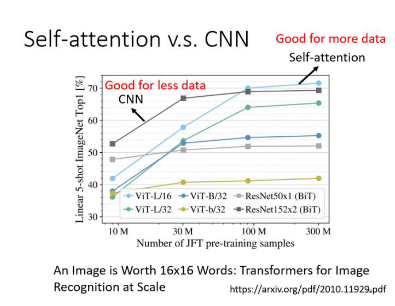 Self-attention v.s. CNN
Good for more data
Self-attention
Good for less data
CNN
Linear 5-shot ImageNet Top1 [%]
70
60
50
40
30
ViT-L/16 ViT-B/32 ResNet50x1 (BiT)
ViT-L/32 ViT-b/32 ResNet152x2 (BiT)
10 M 30 M 100 M 300 M
Number of JFT pre-training samples
An Image is Worth 16x16 Words: Transformers for Image
Recognition at Scale
https://arxiv.org/pdf/2010.11929.pdf